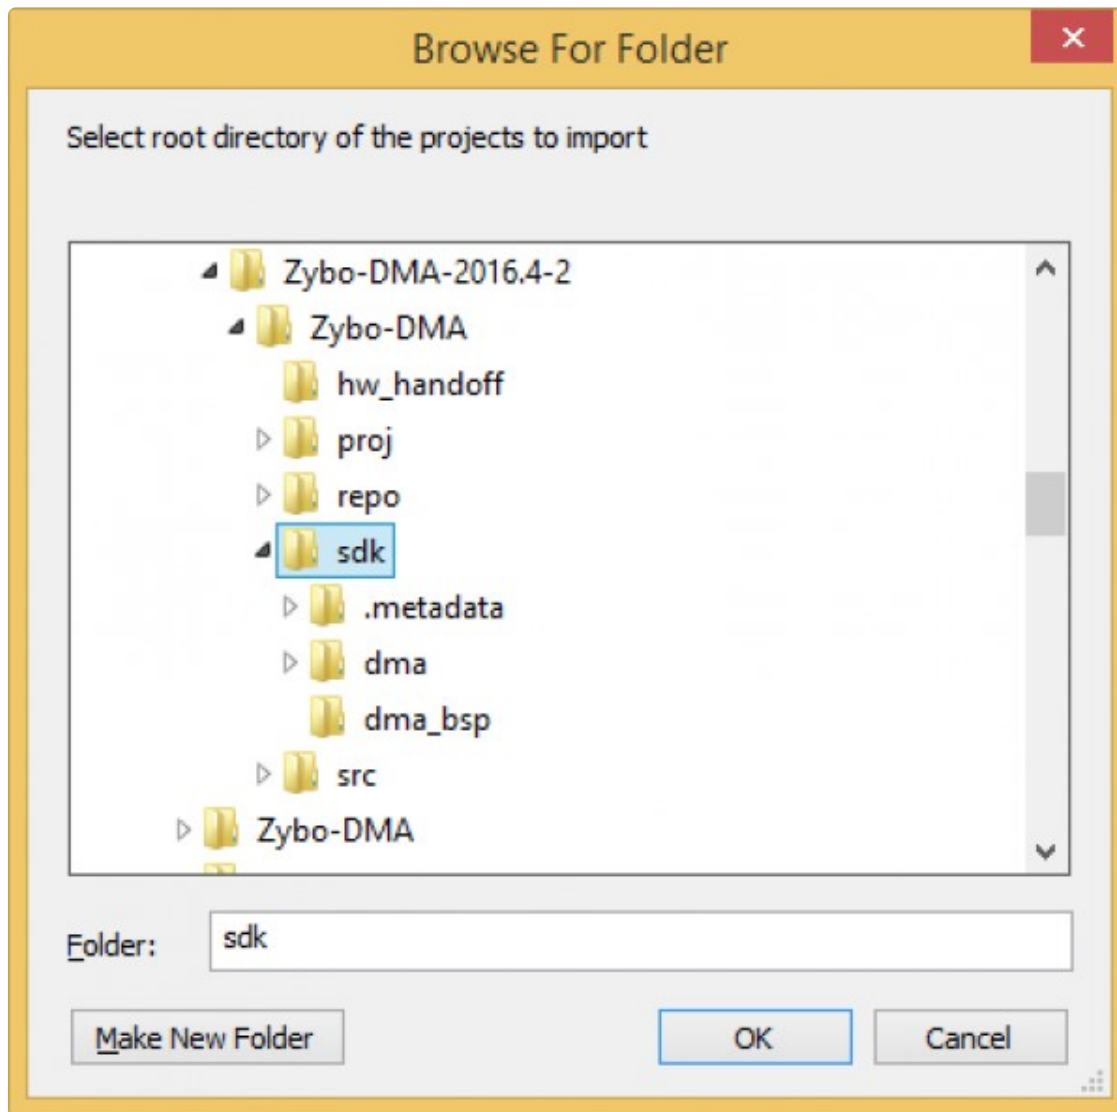 Browse For Folder
Select root directory of the projects to import
Zybo-DMA-2016.4-2
Zybo-DMA
hw_handoff
proj
repo
sdk
.metadata
dma
dma_bsp
src
Zybo-DMA
Folder: sdk
Make New Folder OK Cancel